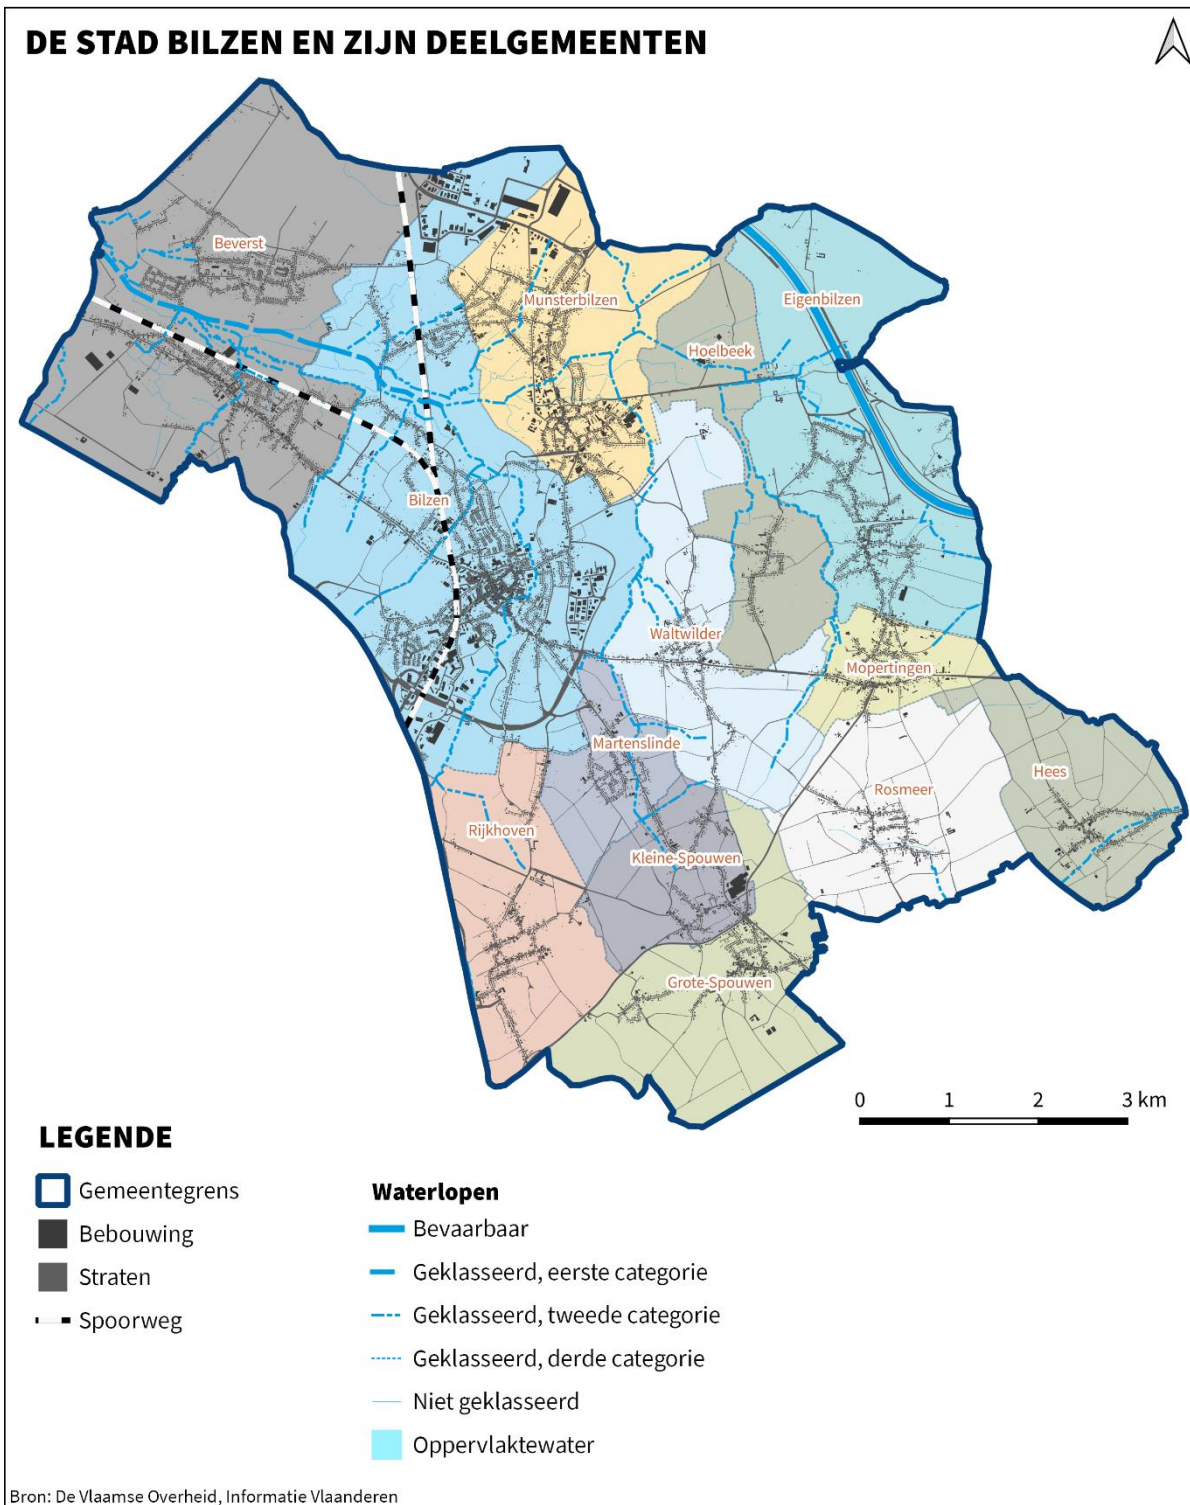 DE STAD BILZEN EN ZIJN DEELGEMEENTEN
Beverst
Munsterbilzen
Eigenbilzen
Hoelbeek
Bilzen
Waltwilder
Mopertingen
Martenslinde
Hees
Rosmeer
Rijkhoven
Kleine-Spouwen
Grote-Spouwen
0 1 2 3 km
LEGENDE
Gemeentegrens
Bebouwing
Straten
Spoorweg
Waterlopen
Bevaarbaar
Geklasseerd, eerste categorie
Geklasseerd, tweede categorie
Geklasseerd, derde categorie
Niet geklasseerd
Oppervlaktewater
Bron: De Vlaamse Overheid, Informatie Vlaanderen